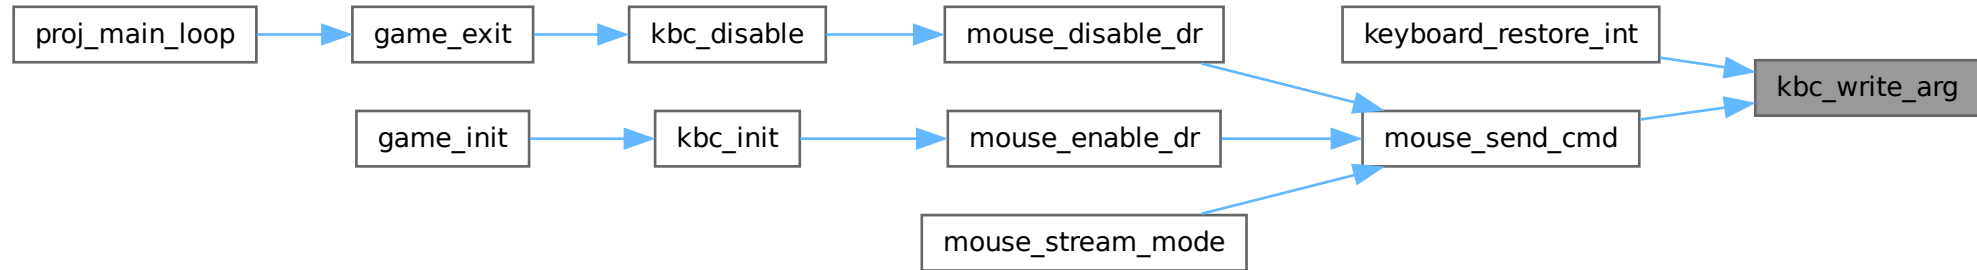 proj_main_loop
game_exit
kbc_disable
mouse_disable_dr
keyboard_restore_int
kbc_write_arg
game_init
kbc_init
mouse_enable_dr
mouse_send_cmd
mouse_stream_mode